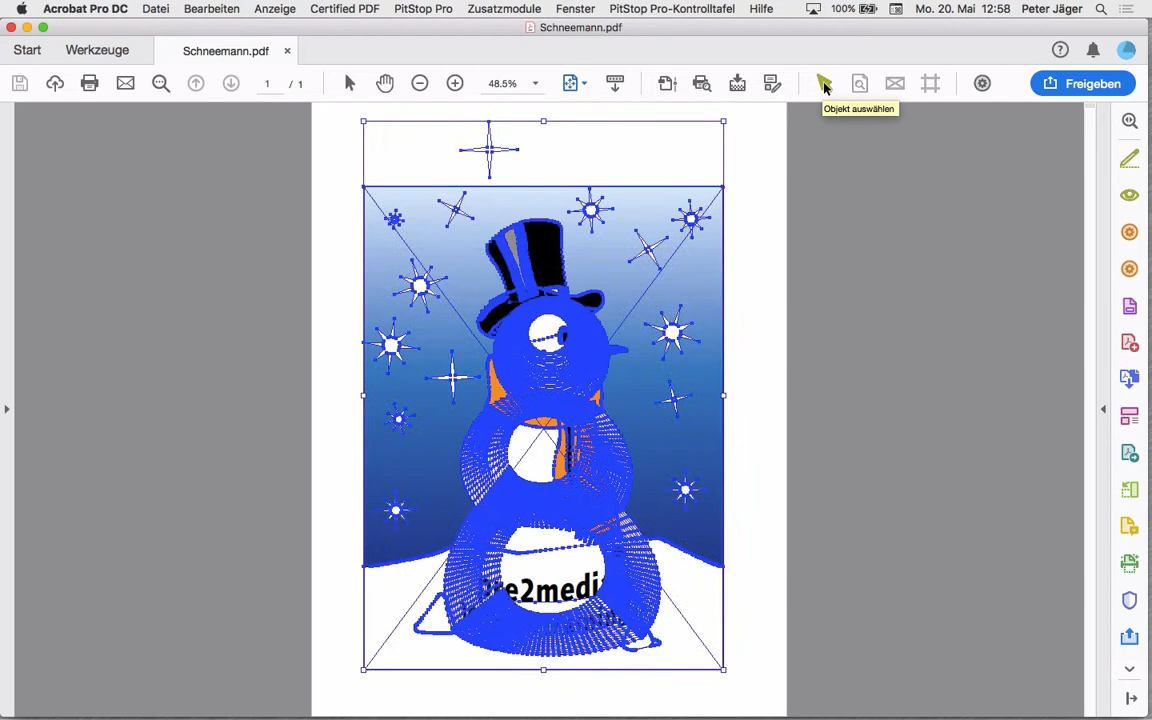 Acrobat Pro DC Datei Bearbeiten Anzeige Certified PDF PitStop Pro Zusatzmodule Fenster PitStop Pro-Kontrolltafel Hilfe 100% Mo. 20. Mai 12:58 Peter Jäger
Schneemann.pdf
Start Werkzeuge Schneemann.pdf ×
1 / 1 48.5% Freigeben
Objekt auswählen
e2medi